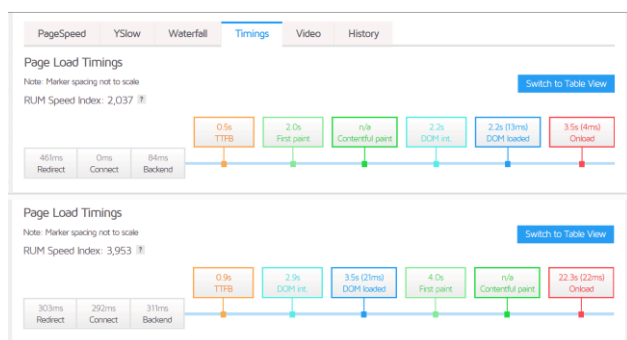 PageSpeed YSlow Waterfall Timings Video History
Page Load Timings
Note: Marker spacing not to scale
Switch to Table View
RUM Speed Index: 2,037 ?
0.5s 2.0s n/a 2.2s 2.2s (13ms) 3.5s (4ms)
TTFB First paint Contentful paint DOM int. DOM loaded Onload
461ms 0ms 84ms
Redirect Connect Backend
Page Load Timings
Note: Marker spacing not to scale
Switch to Table View
RUM Speed Index: 3,953 ?
0.9s 2.9s 3.5s (21ms) 4.0s n/a 22.3s (22ms)
TTFB DOM int. DOM loaded First paint Contentful paint Onload
303ms 292ms 311ms
Redirect Connect Backend